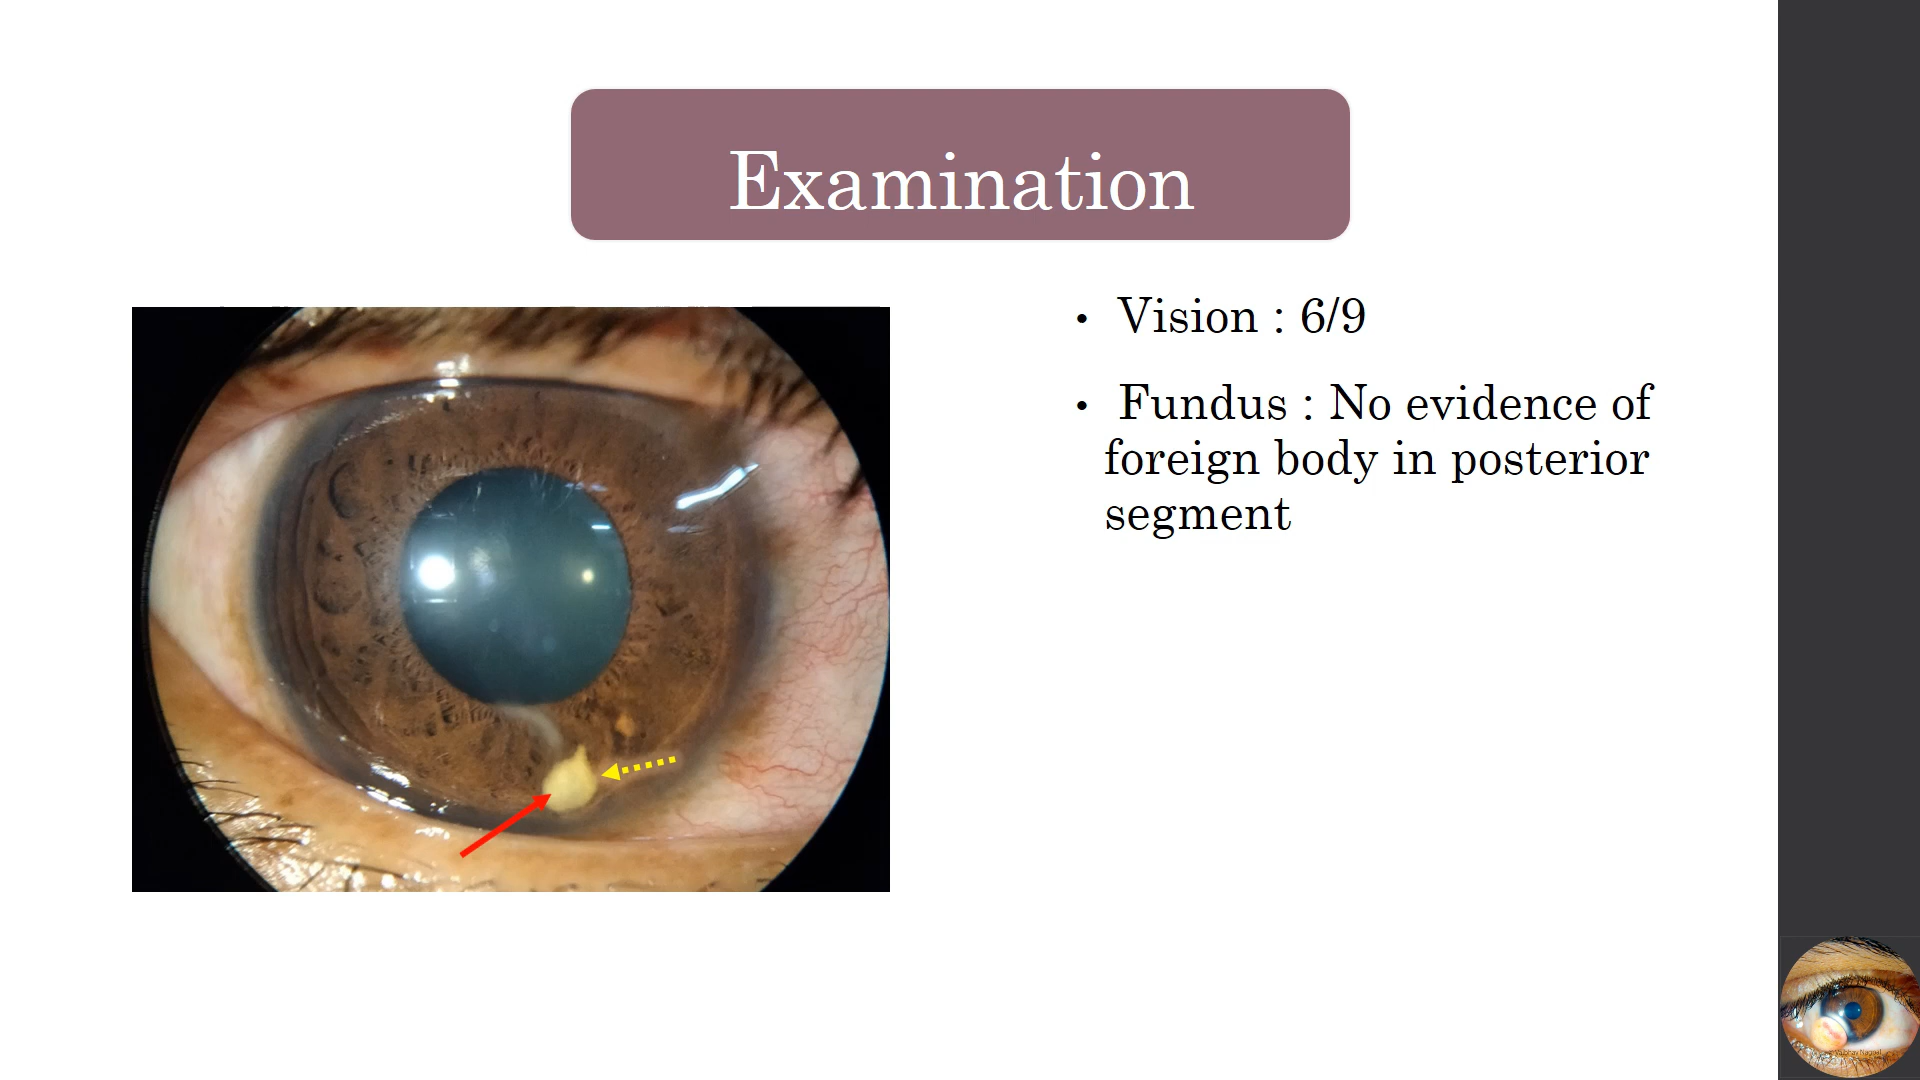 Examination
• Vision : 6/9
• Fundus : No evidence of
foreign body in posterior
segment